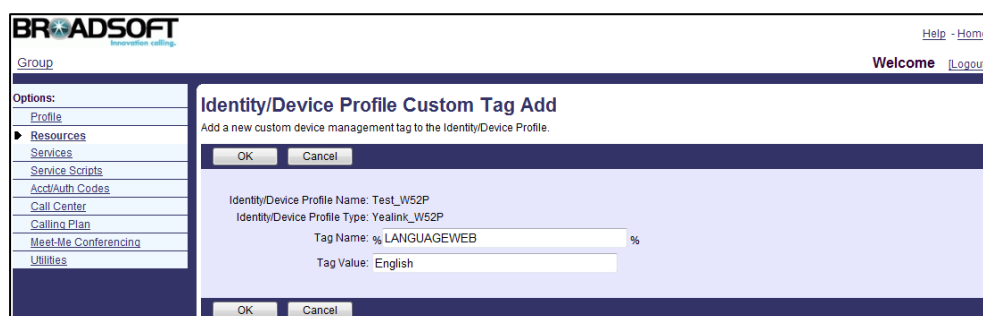 BROADSOFT
Innovation calling.
Help - Home
Group
Welcome [Logout
Options:
Profile
Resources
Services
Service Scripts
Acct/Auth Codes
Call Center
Calling Plan
Meet-Me Conferencing
Utilities
Identity/Device Profile Custom Tag Add
Add a new custom device management tag to the Identity/Device Profile.
OK Cancel
Identity/Device Profile Name: Test_W52P
Identity/Device Profile Type: Yealink_W52P
Tag Name: % LANGUAGEWEB %
Tag Value: English
OK Cancel